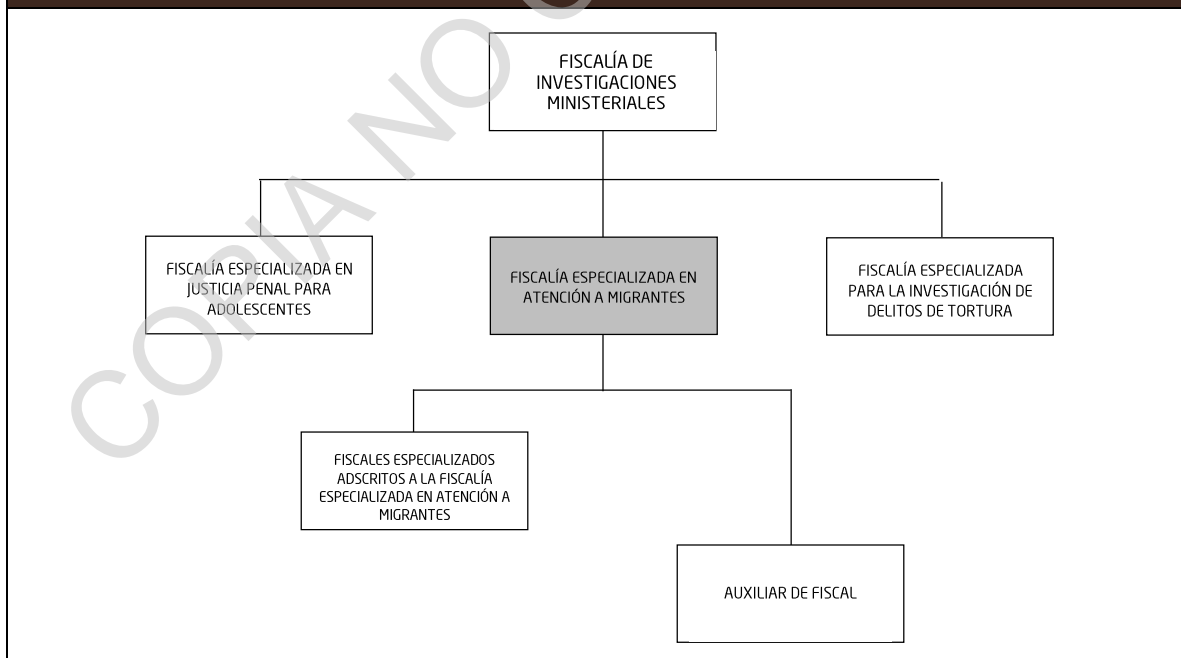 FISCALÍA DE
INVESTIGACIONES
MINISTERIALES
FISCALÍA ESPECIALIZADA EN
JUSTICIA PENAL PARA
ADOLESCENTES
FISCALÍA ESPECIALIZADA EN
ATENCIÓN A MIGRANTES
FISCALÍA ESPECIALIZADA
PARA LA INVESTIGACIÓN DE
DELITOS DE TORTURA
FISCALES ESPECIALIZADOS
ADSCRITOS A LA FISCALÍA
ESPECIALIZADA EN ATENCIÓN A
MIGRANTES
AUXILIAR DE FISCAL
COPIA NO